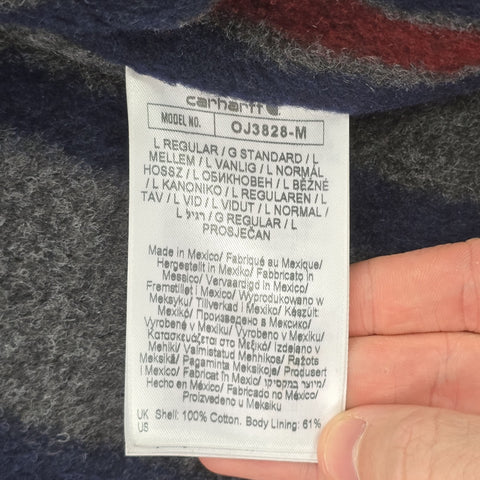 carhartt
MODEL NO. OJ3828-M
L REGULAR / G STANDARD / L
MELLEM / L VANLIG / L NORMÁL
HOSSZ / L ОБИКНОВЕН / L BĚŽNÉ
/ L KANONIKO / L REGULAREN / L
TAV / L VID / L VIDUT / L NORMAL /
L רגיל / G REGULAR / L
PROSJEČAN
Made in Mexico/ Fabriqué au Mexique/
Hergestellt in Mexiko/ Fabbricato in
Messico/ Vervaardigd in Mexico/
Fremstillet i Mexico/ Wyprodukowano w
Meksyku/ Tillverkad i Mexiko/ Készült:
Mexikó/ Произведено в Мексико/
Vyrobené v Mexiku/ Vyrobeno v Mexiku/
Κατασκευάζεται στο Μεξικό/ Izdelano v
Mehiki/ Valmistatud Mehhikos/ Ražots
Meksikā/ Pagaminta Meksikoje/ Produsert
i Mexico/ Fabricat în Mexic/ מיוצר במקסיקו/
Hecho en Mexico/ Fabricado no México/
Proizvedeno u Meksiku
UK Shell: 100% Cotton. Body Lining: 61%
US